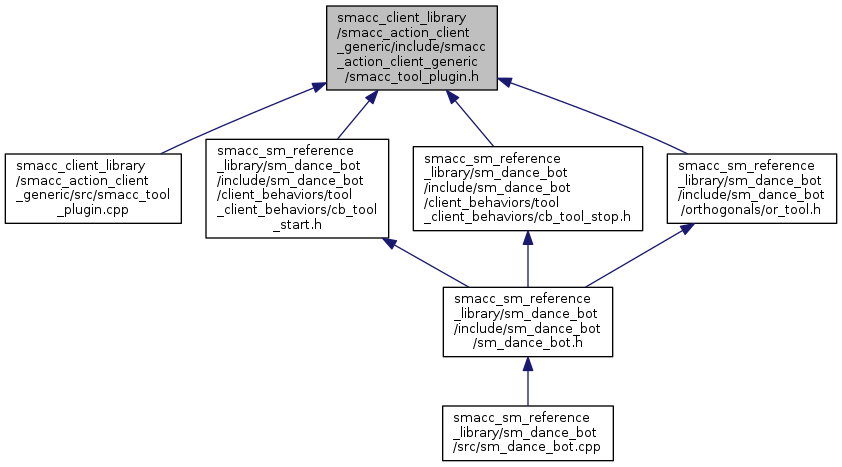 smacc_client_library
/smacc_action_client
_generic/include/smacc
_action_client_generic
/smacc_tool_plugin.h
smacc_client_library
/smacc_action_client
_generic/src/smacc_tool
_plugin.cpp
smacc_sm_reference
_library/sm_dance_bot
/include/sm_dance_bot
/client_behaviors/tool
_client_behaviors/cb_tool
_start.h
smacc_sm_reference
_library/sm_dance_bot
/include/sm_dance_bot
/client_behaviors/tool
_client_behaviors/cb_tool_stop.h
smacc_sm_reference
_library/sm_dance_bot
/include/sm_dance_bot
/orthogonals/or_tool.h
smacc_sm_reference
_library/sm_dance_bot
/include/sm_dance_bot
/sm_dance_bot.h
smacc_sm_reference
_library/sm_dance_bot
/src/sm_dance_bot.cpp